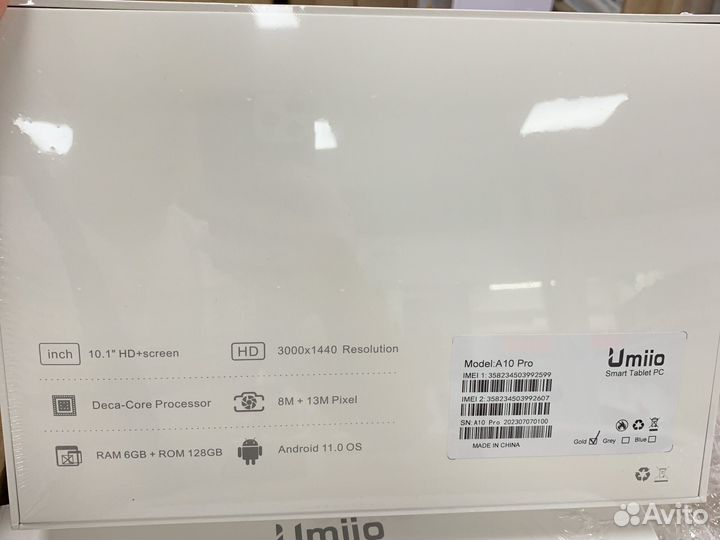 inch 10.1" HD+screen
HD 3000x1440 Resolution
Deca-Core Processor
8M + 13M Pixel
RAM 6GB + ROM 128GB
Android 11.0 OS
Model:A10 Pro
IMEI 1: 358234503992599
IMEI 2: 358234503992607
SN: A10 Pro 202307070100
MADE IN CHINA
Umiio
Smart Tablet PC
Gold Grey Blue
Umiio
Avito